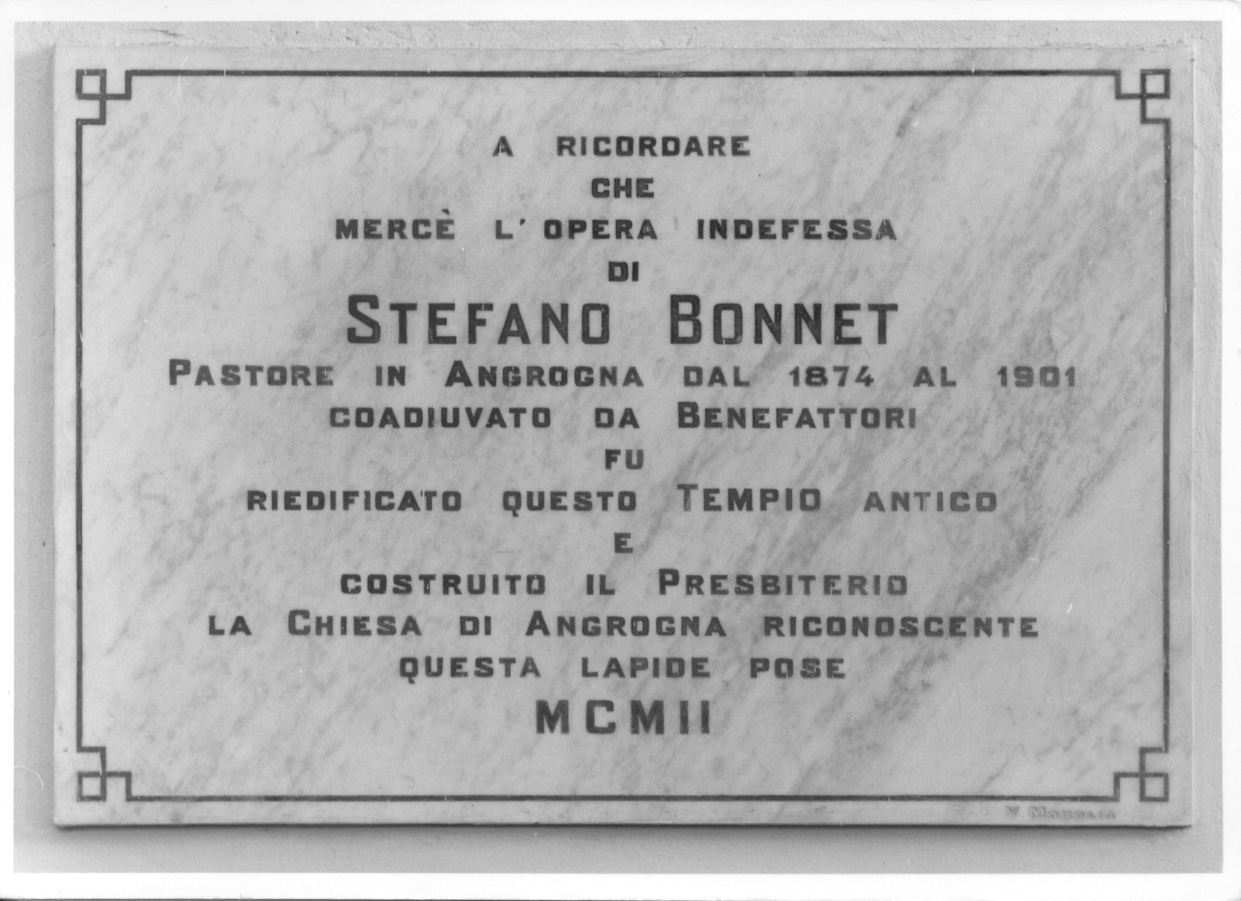 A RICORDARE
CHE
MERCÈ L'OPERA INDEFESSA
DI
STEFANO BONNET
PASTORE IN ANGROGNA DAL 1874 AL 1901
COADIUVATO DA BENEFATTORI
FU
RIEDIFICATO QUESTO TEMPIO ANTICO
E
COSTRUITO IL PRESBITERIO
LA CHIESA DI ANGROGNA RICONOSCENTE
QUESTA LAPIDE POSE
MCMII